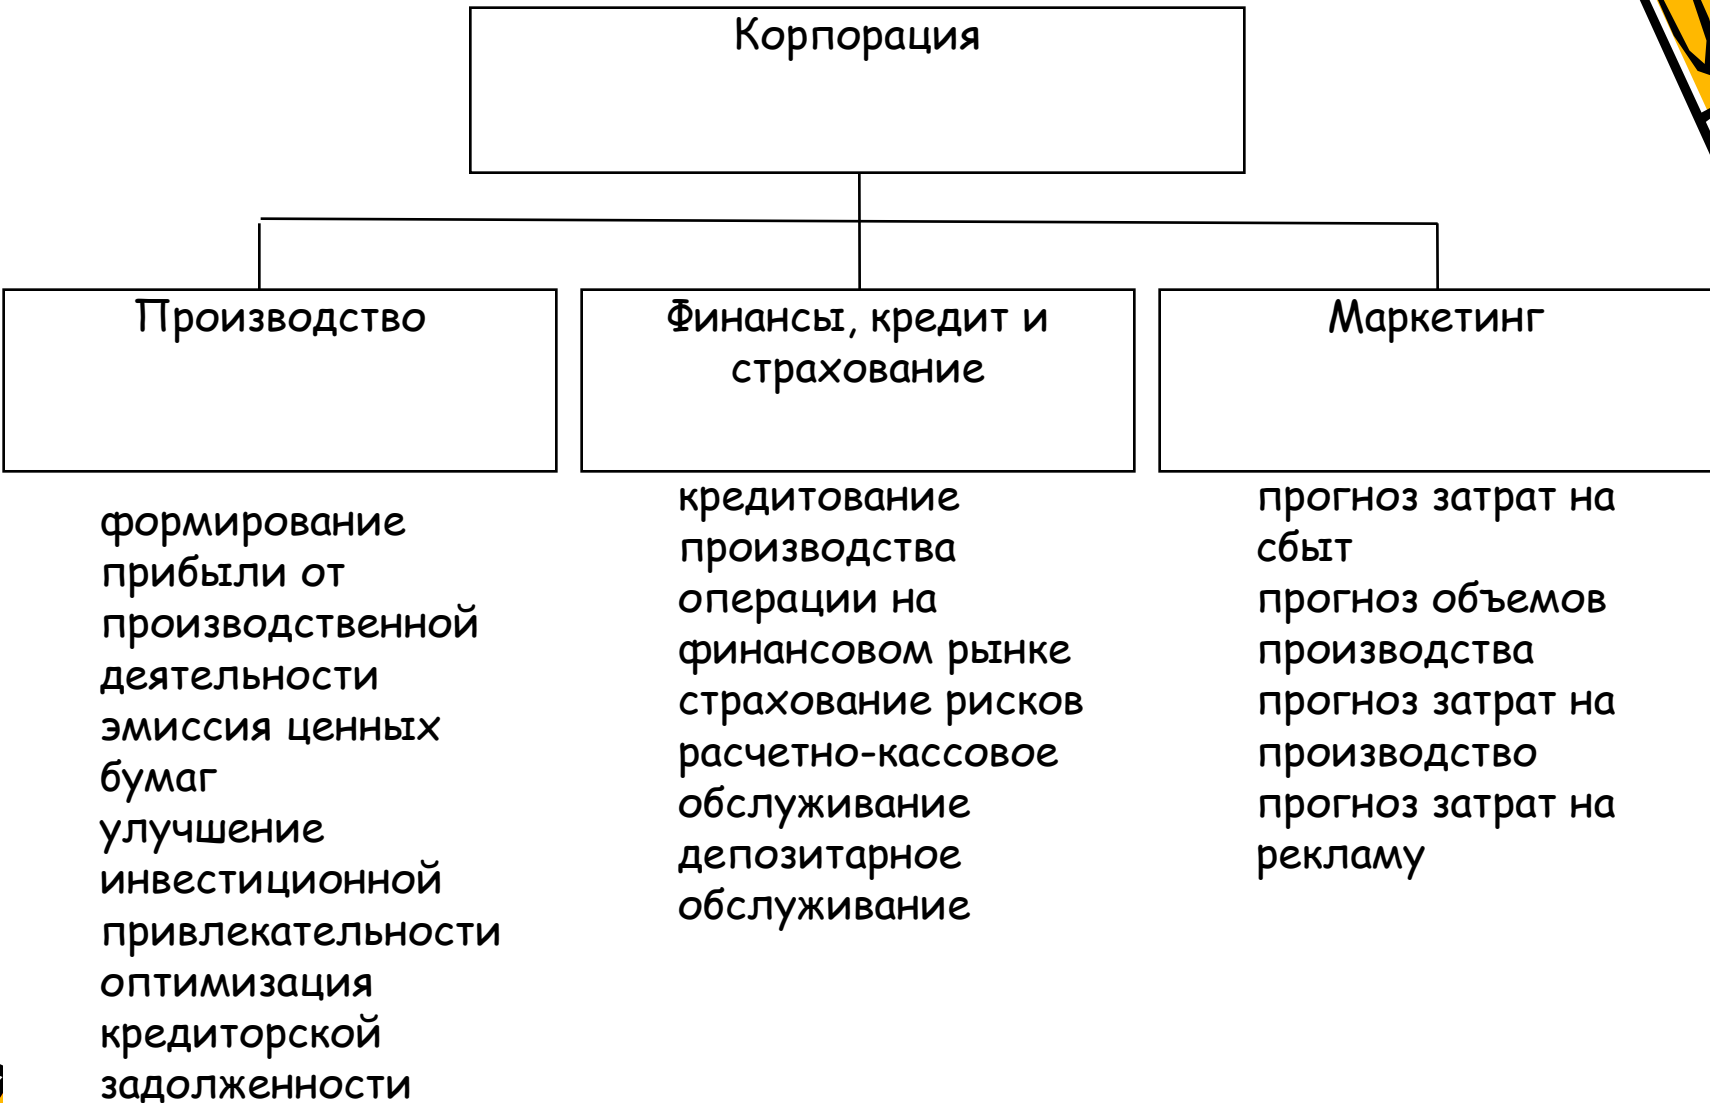 Корпорация
Производство
Финансы, кредит и
страхование
Маркетинг
формирование
прибыли от
производственной
деятельности
эмиссия ценных
бумаг
улучшение
инвестиционной
привлекательности
оптимизация
кредиторской
задолженности
кредитование
производства
операции на
финансовом рынке
страхование рисков
расчетно-кассовое
обслуживание
депозитарное
обслуживание
прогноз затрат на
сбыт
прогноз объемов
производства
прогноз затрат на
производство
прогноз затрат на
рекламу